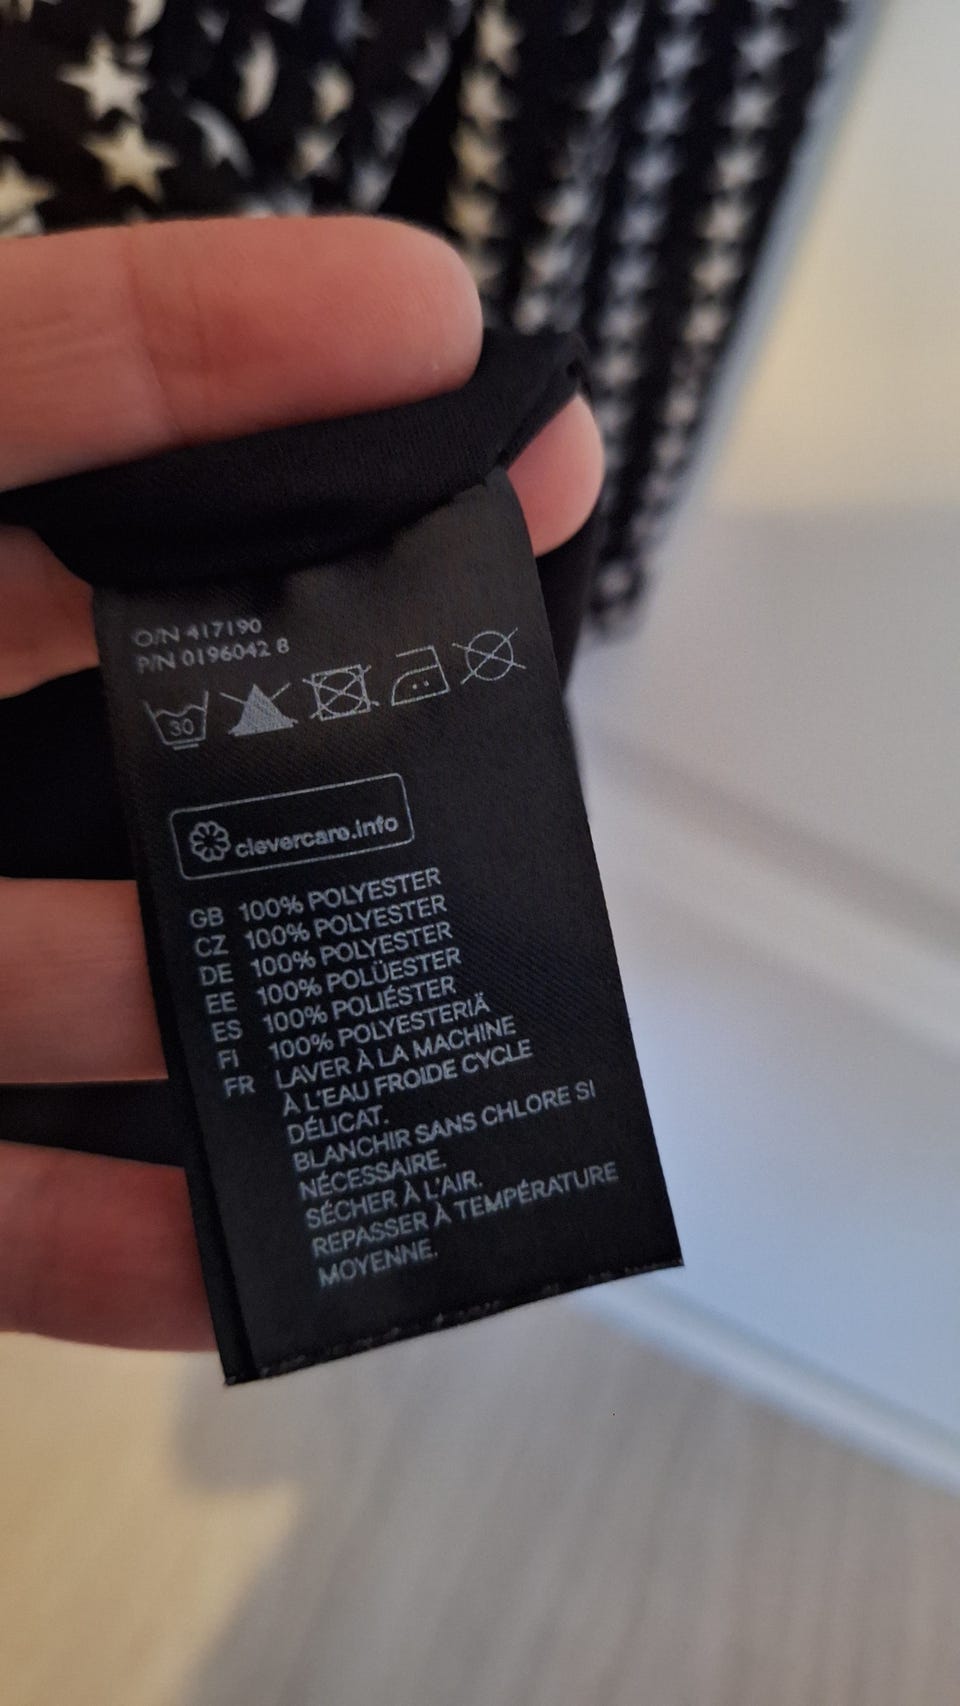 O/N 417190
P/N 0196042 8
30
clevercare.info
GB 100% POLYESTER
CZ 100% POLYESTER
DE 100% POLYESTER
EE 100% POLÜESTER
ES 100% POLIÉSTER
FI 100% POLYESTERIÄ
FR LAVER À LA MACHINE
À L'EAU FROIDE CYCLE
DÉLICAT.
BLANCHIR SANS CHLORE SI
NÉCESSAIRE.
SÉCHER À L'AIR.
REPASSER À TEMPÉRATURE
MOYENNE.